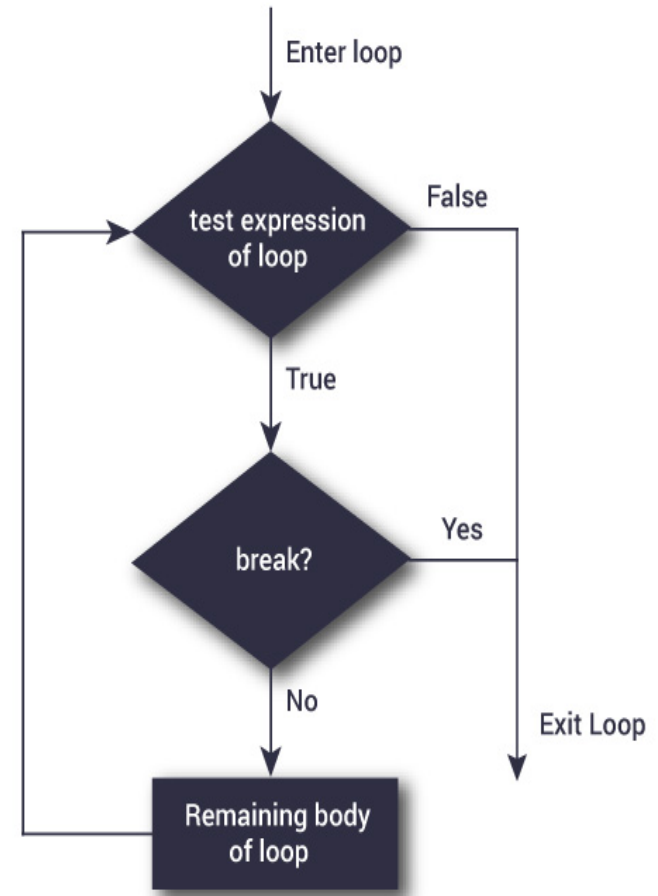 Enter loop
test expression
of loop
False
True
break?
Yes
No
Exit Loop
Remaining body
of loop